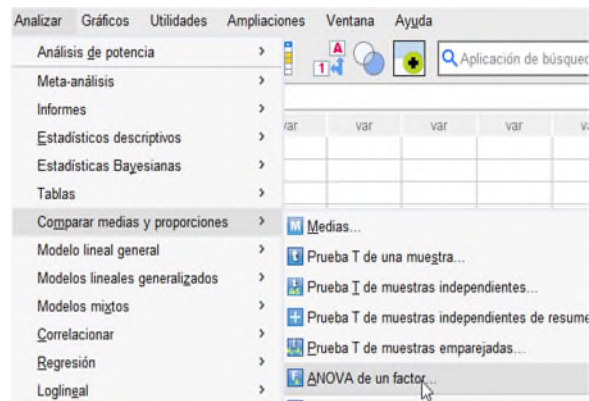 Analizar Gráficos Utilidades Ampliaciones Ventana Ayuda
Análisis de potencia
A
1
Aplicación de búsqued
Meta-análisis
Informes
var var var var va
Estadísticos descriptivos
Estadísticas Bayesianas
Tablas
Comparar medias y proporciones
M Medias...
Modelo lineal general
t Prueba T de una muestra...
Modelos lineales generalizados
Prueba T de muestras independientes...
Modelos mixtos
Prueba T de muestras independientes de resume
Correlacionar
Prueba T de muestras emparejadas...
Regresión
ANOVA de un factor...
Loglineal